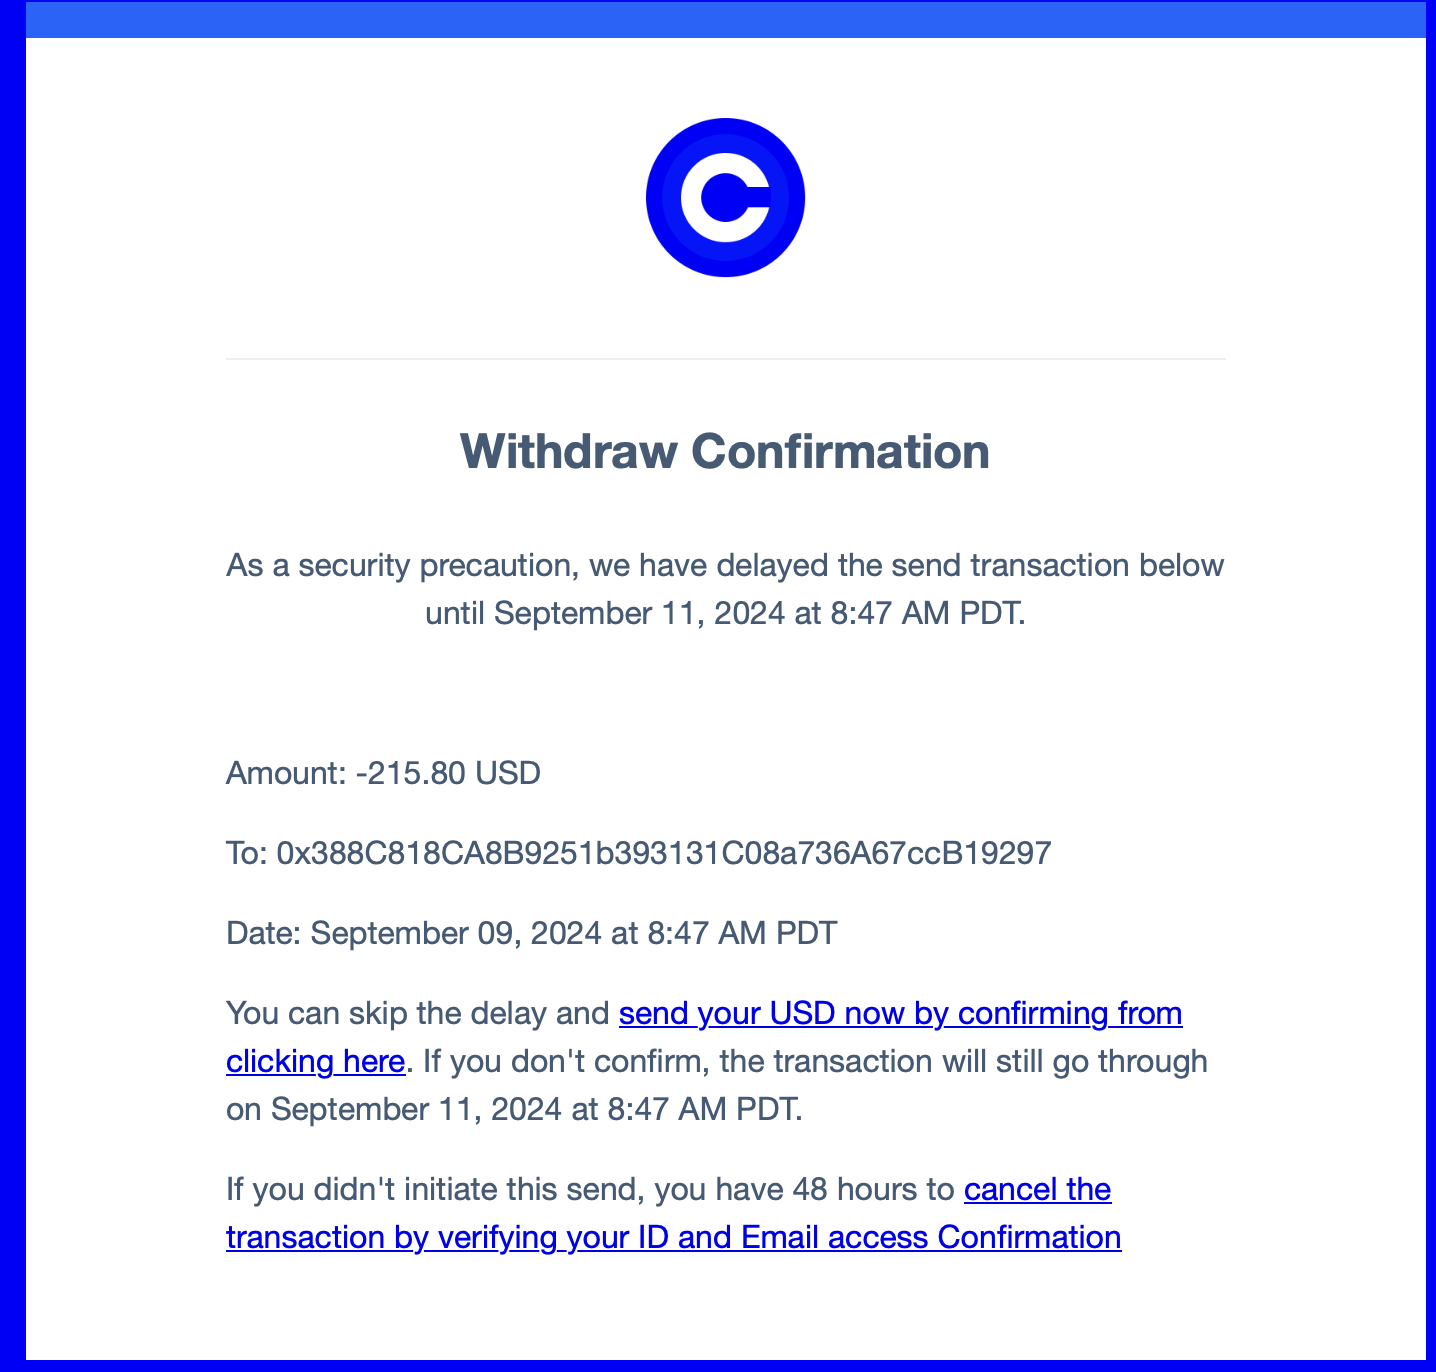 Withdraw Confirmation
As a security precaution, we have delayed the send transaction below
until September 11, 2024 at 8:47 AM PDT.
Amount: -215.80 USD
To: 0x388C818CA8B9251b393131C08a736A67ccB19297
Date: September 09, 2024 at 8:47 AM PDT
You can skip the delay and send your USD now by confirming from
clicking here. If you don't confirm, the transaction will still go through
on September 11, 2024 at 8:47 AM PDT.
If you didn't initiate this send, you have 48 hours to cancel the
transaction by verifying your ID and Email access Confirmation